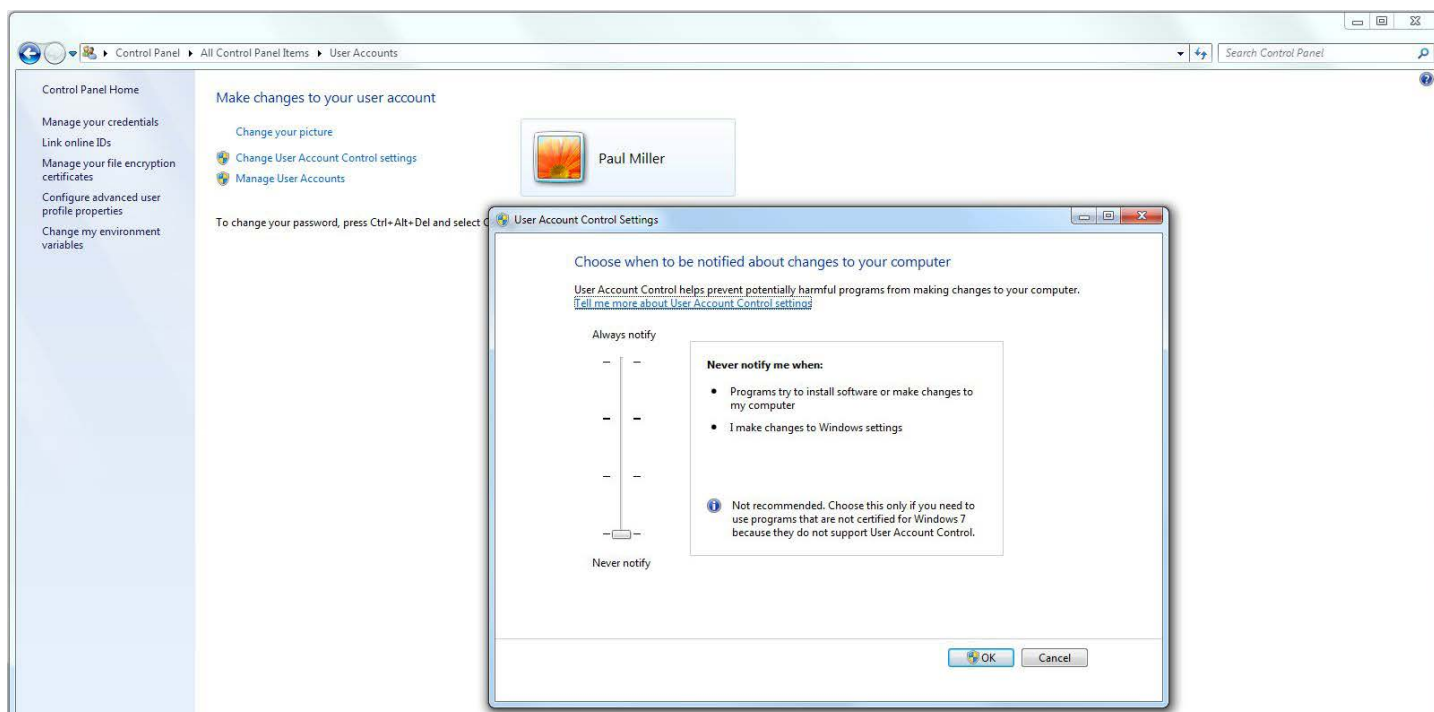 Control Panel ▸ All Control Panel Items ▸ User Accounts
Search Control Panel
Control Panel Home
Manage your credentials
Link online IDs
Manage your file encryption
certificates
Configure advanced user
profile properties
Change my environment
variables
Make changes to your user account
Change your picture
Change User Account Control settings
Manage User Accounts
Paul Miller
To change your password, press Ctrl+Alt+Del and select C
User Account Control Settings
Choose when to be notified about changes to your computer
User Account Control helps prevent potentially harmful programs from making changes to your computer.
Tell me more about User Account Control settings
Always notify
Never notify me when:
• Programs try to install software or make changes to
my computer
• I make changes to Windows settings
Not recommended. Choose this only if you need to
use programs that are not certified for Windows 7
because they do not support User Account Control.
Never notify
OK
Cancel